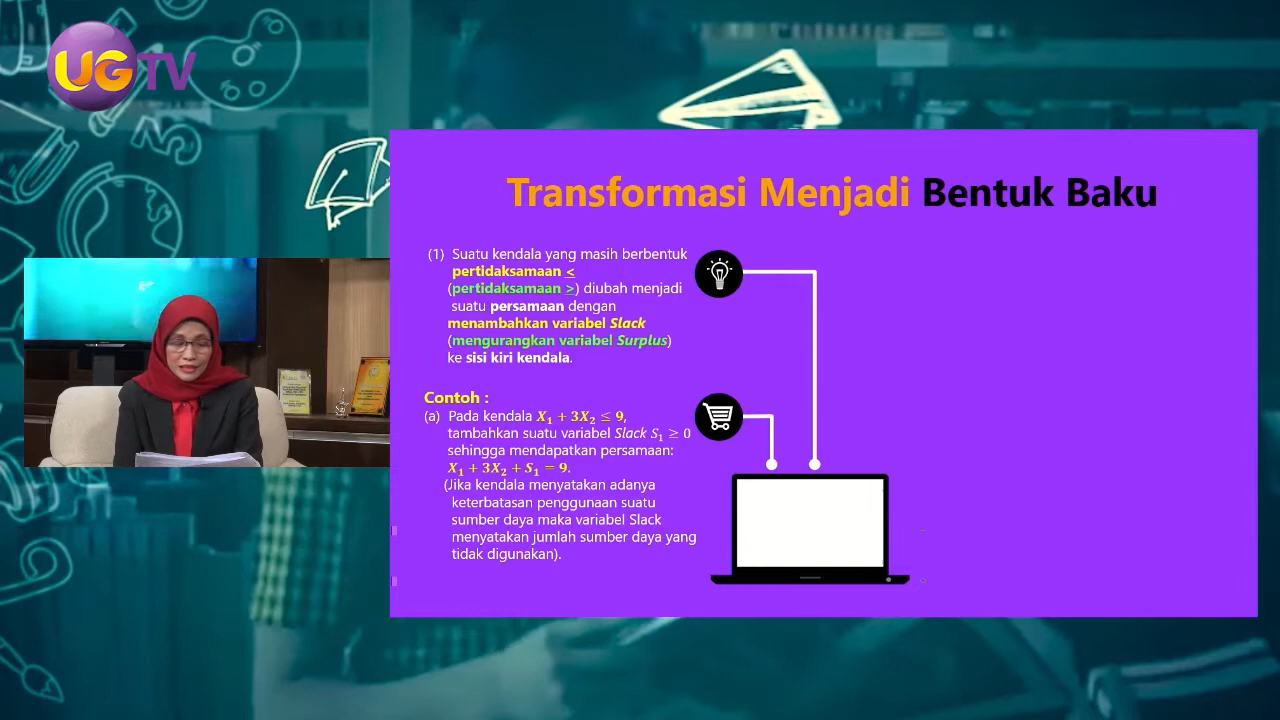 UGTV
Transformasi Menjadi Bentuk Baku
(1) Suatu kendala yang masih berbentuk
pertidaksamaan <
(pertidaksamaan >) diubah menjadi
suatu persamaan dengan
menambahkan variabel Slack
(mengurangkan variabel Surplus)
ke sisi kiri kendala.
Contoh :
(a) Pada kendala X₁ + 3X₂ ≤ 9,
tambahkan suatu variabel Slack S₁ ≥ 0
sehingga mendapatkan persamaan:
X₁ + 3X₂ + S₁ = 9.
(Jika kendala menyatakan adanya
keterbatasan penggunaan suatu
sumber daya maka variabel Slack
menyatakan jumlah sumber daya yang
tidak digunakan).